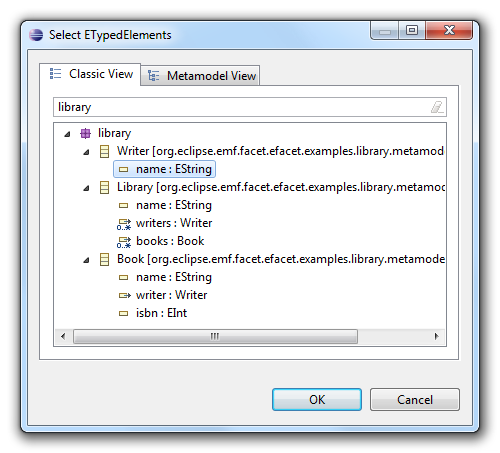 Select ETypedElements
Classic View
Metamodel View
library
library
Writer [org.eclipse.emf.facet.efacet.examples.library.metamode
name : EString
Library [org.eclipse.emf.facet.efacet.examples.library.metamod
name : EString
0..* writers : Writer
0..* books : Book
Book [org.eclipse.emf.facet.efacet.examples.library.metamode
name : EString
writer : Writer
isbn : EInt
OK
Cancel